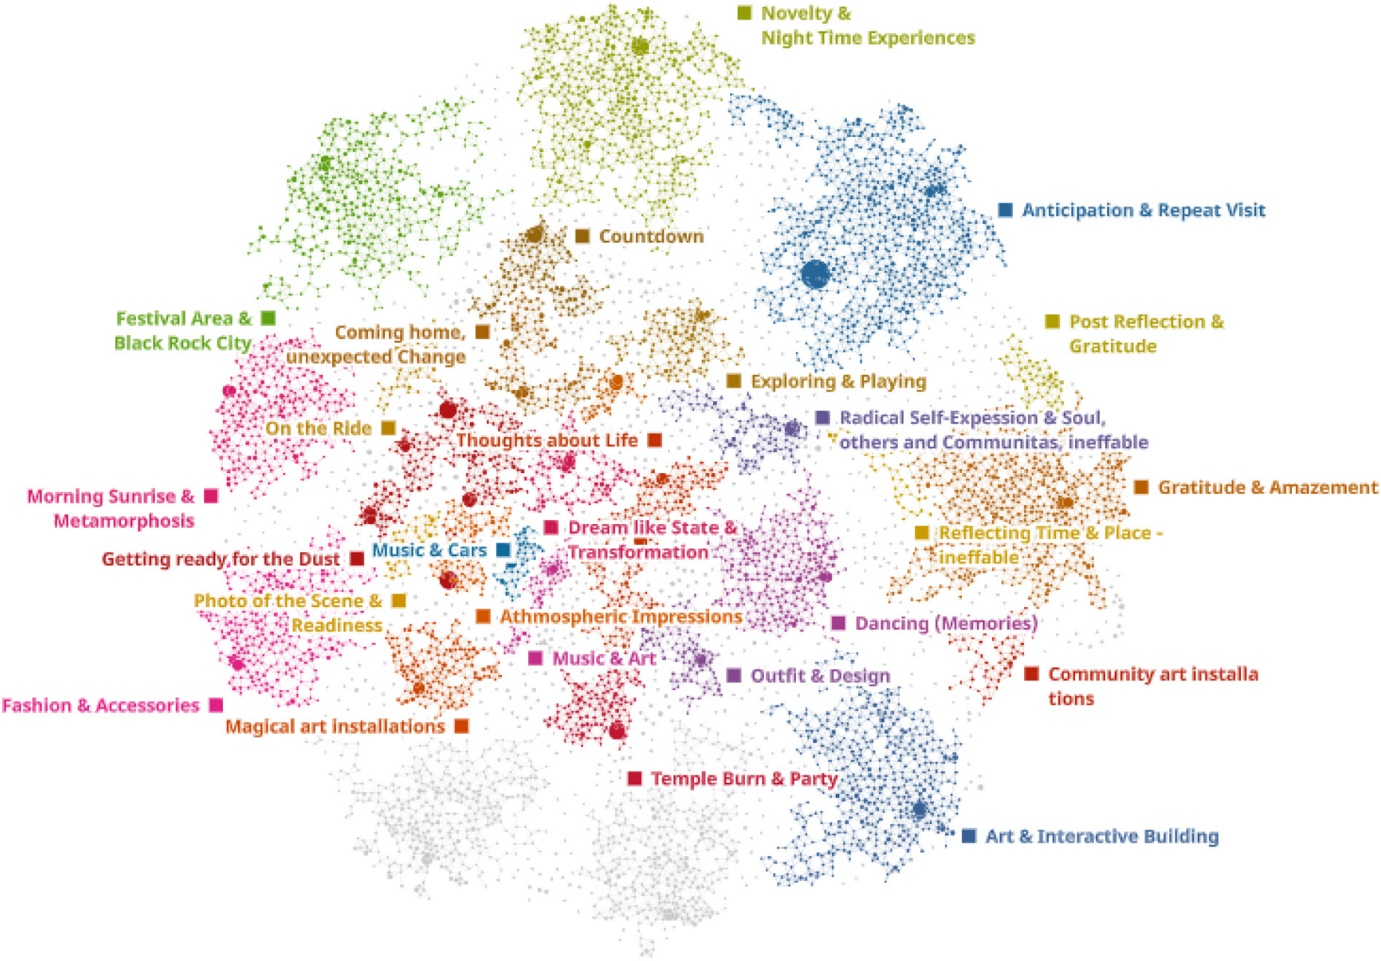 Novelty &
Night Time Experiences
Anticipation & Repeat Visit
Countdown
Festival Area &
Black Rock City
Coming home,
unexpected Change
Post Reflection &
Gratitude
Exploring & Playing
On the Ride
Thoughts about Life
Radical Self-Expession & Soul,
others and Communitas, ineffable
Morning Sunrise &
Metamorphosis
Gratitude & Amazement
Dream like State &
Transformation
Reflecting Time & Place -
ineffable
Getting ready for the Dust
Music & Cars
Photo of the Scene &
Readiness
Athmospheric Impressions
Dancing (Memories)
Music & Art
Outfit & Design
Community art installa
tions
Fashion & Accessories
Magical art installations
Temple Burn & Party
Art & Interactive Building